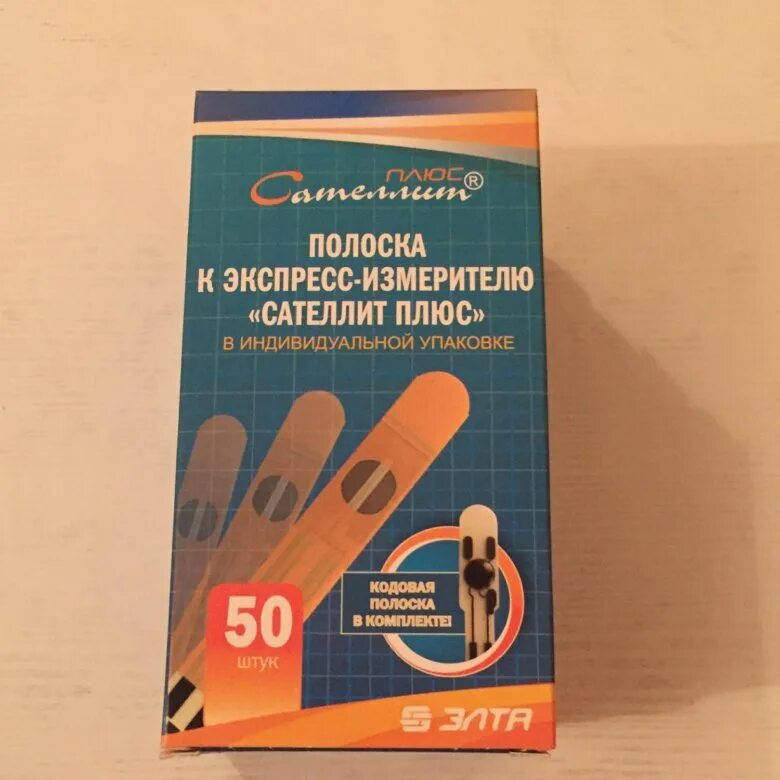 ПЛЮС
Сателлит®
ПОЛОСКА
К ЭКСПРЕСС-ИЗМЕРИТЕЛЮ
«САТЕЛЛИТ ПЛЮС»
В ИНДИВИДУАЛЬНОЙ УПАКОВКЕ
КОДОВАЯ
ПОЛОСКА
В КОМПЛЕКТЕ!
50
ШТУК
ЭЛТА